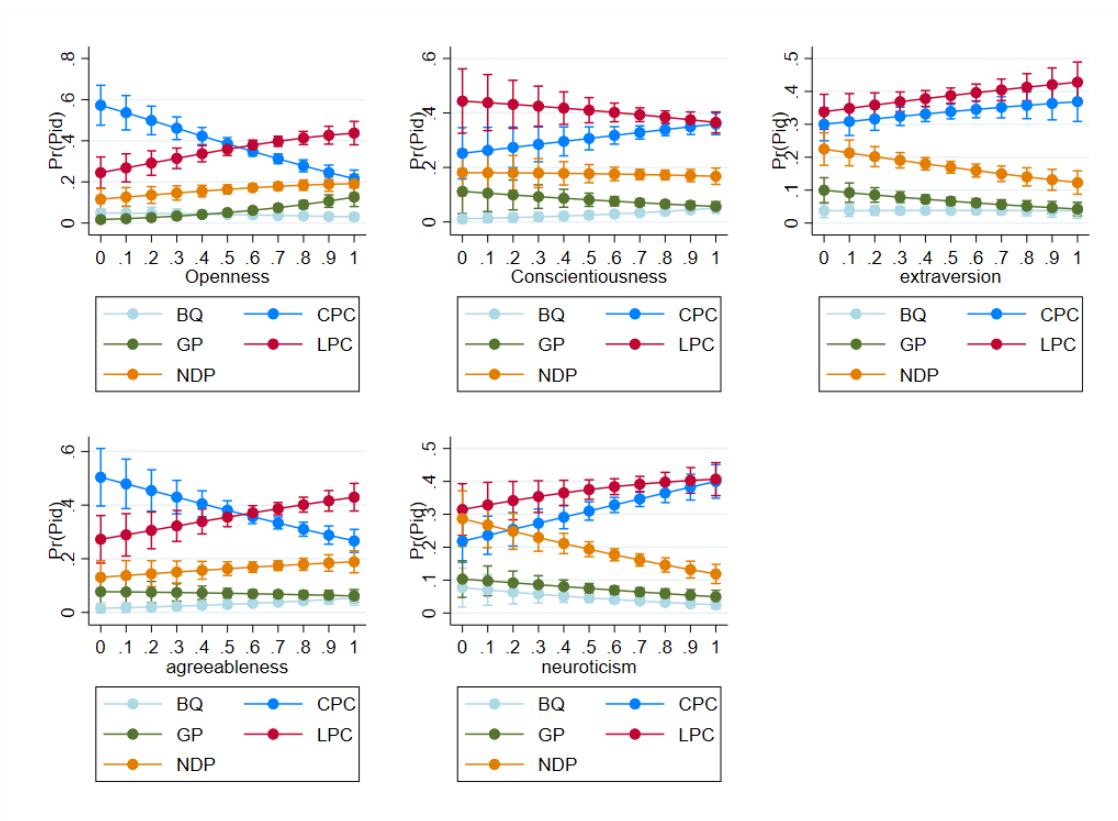 Pr(Pid)
.8
.6
.4
.2
0
0 .1 .2 .3 .4 .5 .6 .7 .8 .9 1
Openness
BQ CPC
GP LPC
NDP
Pr(Pid)
.6
.4
.2
0
0 .1 .2 .3 .4 .5 .6 .7 .8 .9 1
Conscientiousness
BQ CPC
GP LPC
NDP
Pr(Pid)
.5
.4
.3
.2
.1
0
0 .1 .2 .3 .4 .5 .6 .7 .8 .9 1
extraversion
BQ CPC
GP LPC
NDP
Pr(Pid)
.6
.4
.2
0
0 .1 .2 .3 .4 .5 .6 .7 .8 .9 1
agreeableness
BQ CPC
GP LPC
NDP
Pr(Pid)
.5
.4
.3
.2
.1
0
0 .1 .2 .3 .4 .5 .6 .7 .8 .9 1
neuroticism
BQ CPC
GP LPC
NDP